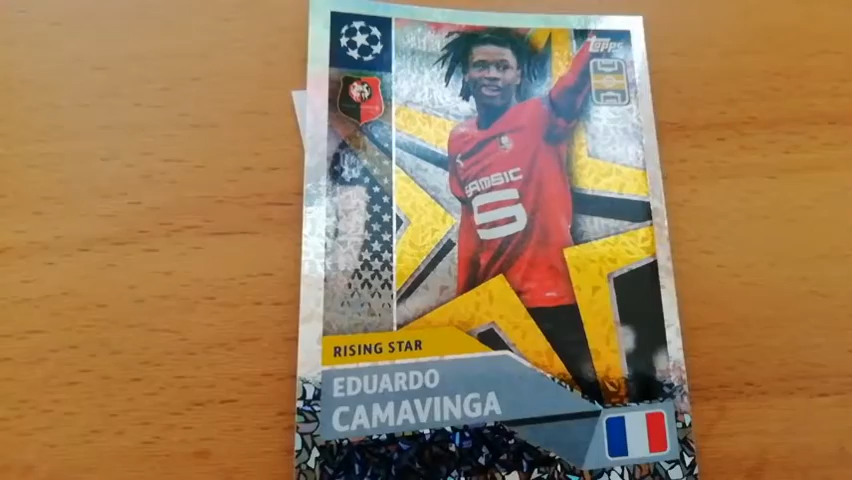 topps
SAMSIC
RISING STAR
EDUARDO
CAMAVINGA